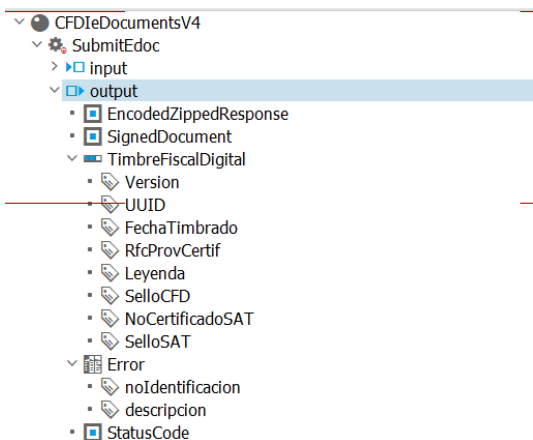 CFDIeDocumentsV4
SubmitEdoc
input
output
EncodedZippedResponse
SignedDocument
TimbreFiscalDigital
Version
UUID
FechaTimbrado
RfcProvCertif
Leyenda
SelloCFD
NoCertificadoSAT
SelloSAT
Error
noIdentificacion
descripcion
StatusCode